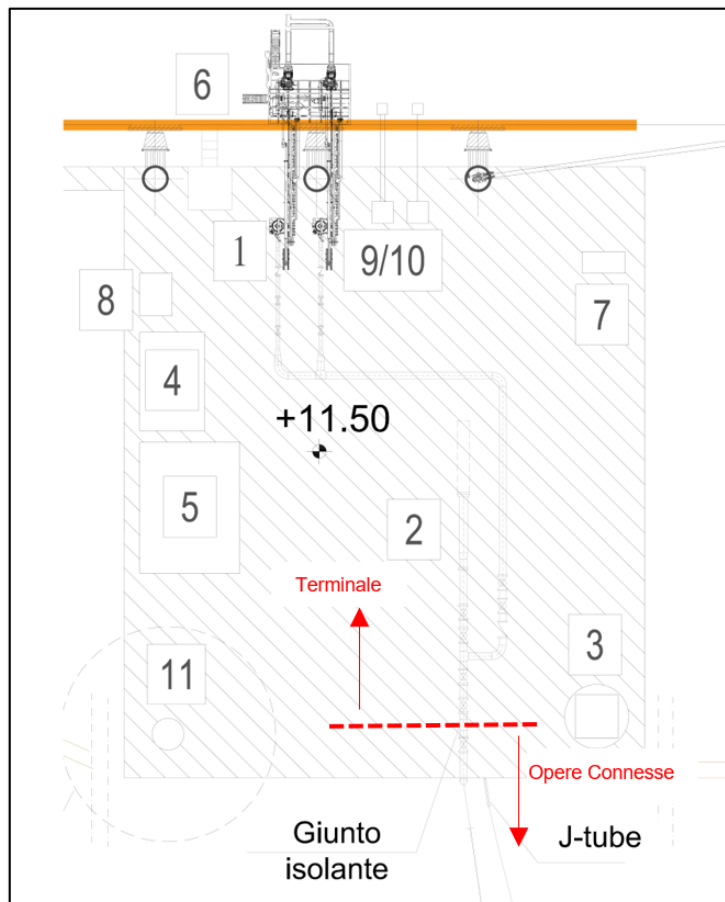 6
1
9/10
8
7
4
+11.50
5
2
Terminale
3
11
Opere Connesse
Giunto
isolante
J-tube